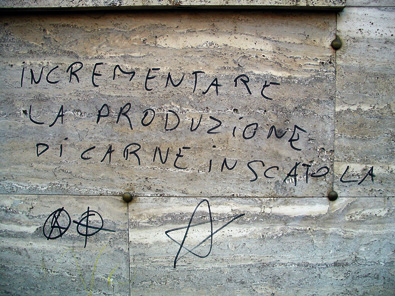 INCREMENTARE
LA PRODUZIONE
DI CARNE IN SCATOLA